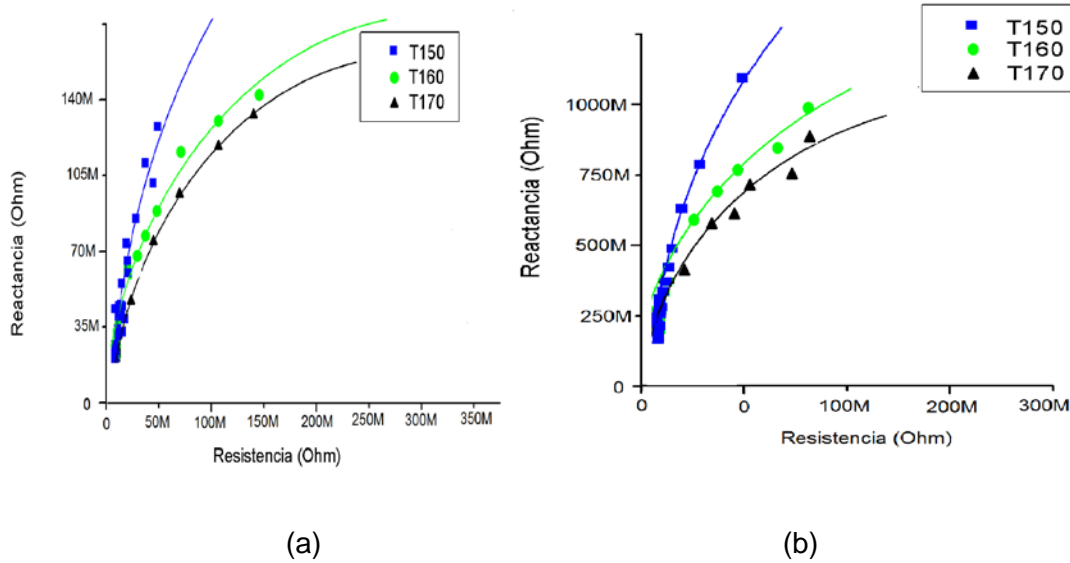 T150
T160
T170
140M
105M
70M
35M
0
Reactancia (Ohm)
0 50M 100M 150M 200M 250M 300M 350M
Resistencia (Ohm)
(a)
T150
T160
T170
1000M
750M
500M
250M
0
Reactancia (Ohm)
0 0 100M 200M 300M
Resistencia (Ohm)
(b)